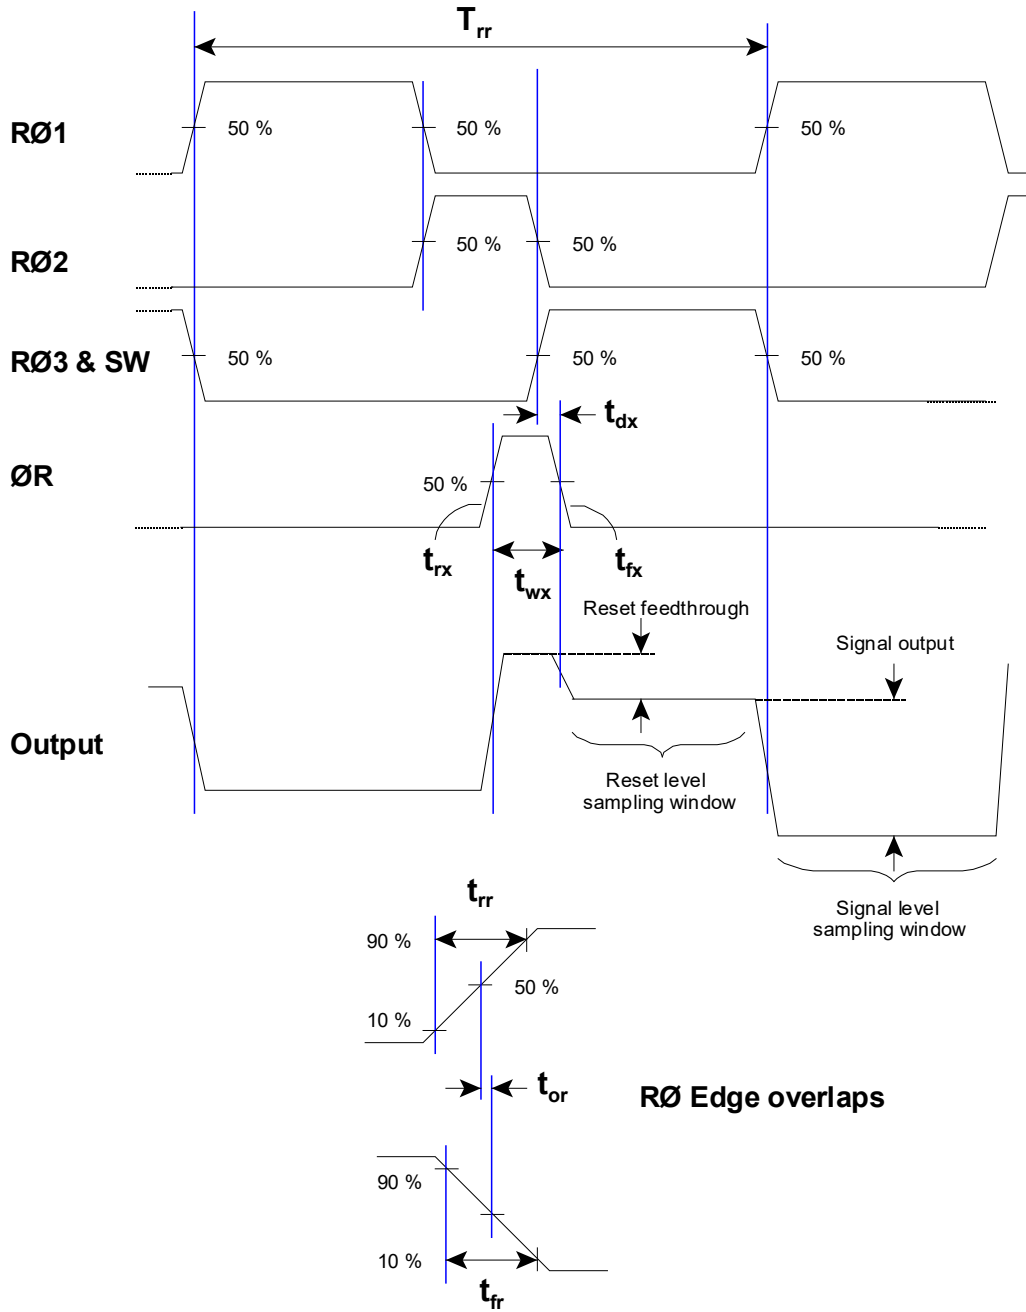 Trr
RØ1
50 %
50 %
50 %
RØ2
50 %
50 %
RØ3 & SW
50 %
50 %
50 %
tdx
ØR
50 %
trx
twx
tfx
Reset feedthrough
Signal output
Output
Reset level
sampling window
Signal level
sampling window
trr
90 %
50 %
10 %
tor
RØ Edge overlaps
90 %
10 %
tfr